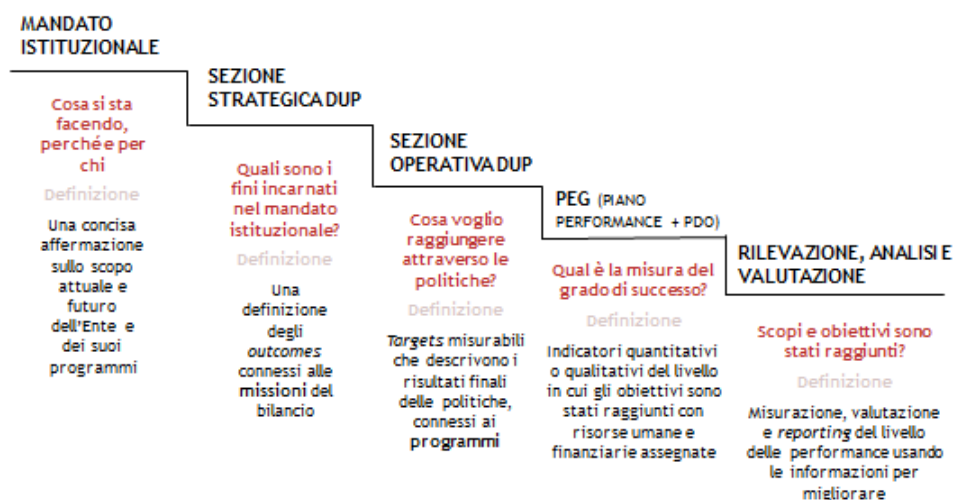 MANDATO
ISTITUZIONALE
Cosa si sta
facendo,
perché e per
chi
Definizione
Una concisa
affermazione
sullo scopo
attuale e
futuro
dell'Ente e
dei suoi
programmi
SEZIONE
STRATEGICA DUP
Quali sono i
fini incarnati
nel mandato
istituzionale?
Definizione
Una
definizione
degli
outcomes
connessi alle
missioni del
bilancio
SEZIONE
OPERATIVA DUP
Cosa voglio
raggiungere
attraverso le
politiche?
Definizione
Targets misurabili
che descrivono i
risultati finali
delle politiche,
connessi ai
programmi
PEG (PIANO
PERFORMANCE + PDO)
Qual è la misura del
grado di successo?
Definizione
Indicatori quantitativi
o qualitativi del livello
in cui gli obiettivi sono
stati raggiunti con
risorse umane e
finanziarie assegnate
RILEVAZIONE, ANALISI E
VALUTAZIONE
Scopi e obiettivi sono
stati raggiunti?
Definizione
Misurazione, valutazione
e reporting del livello
delle performance usando
le informazioni per
migliorare